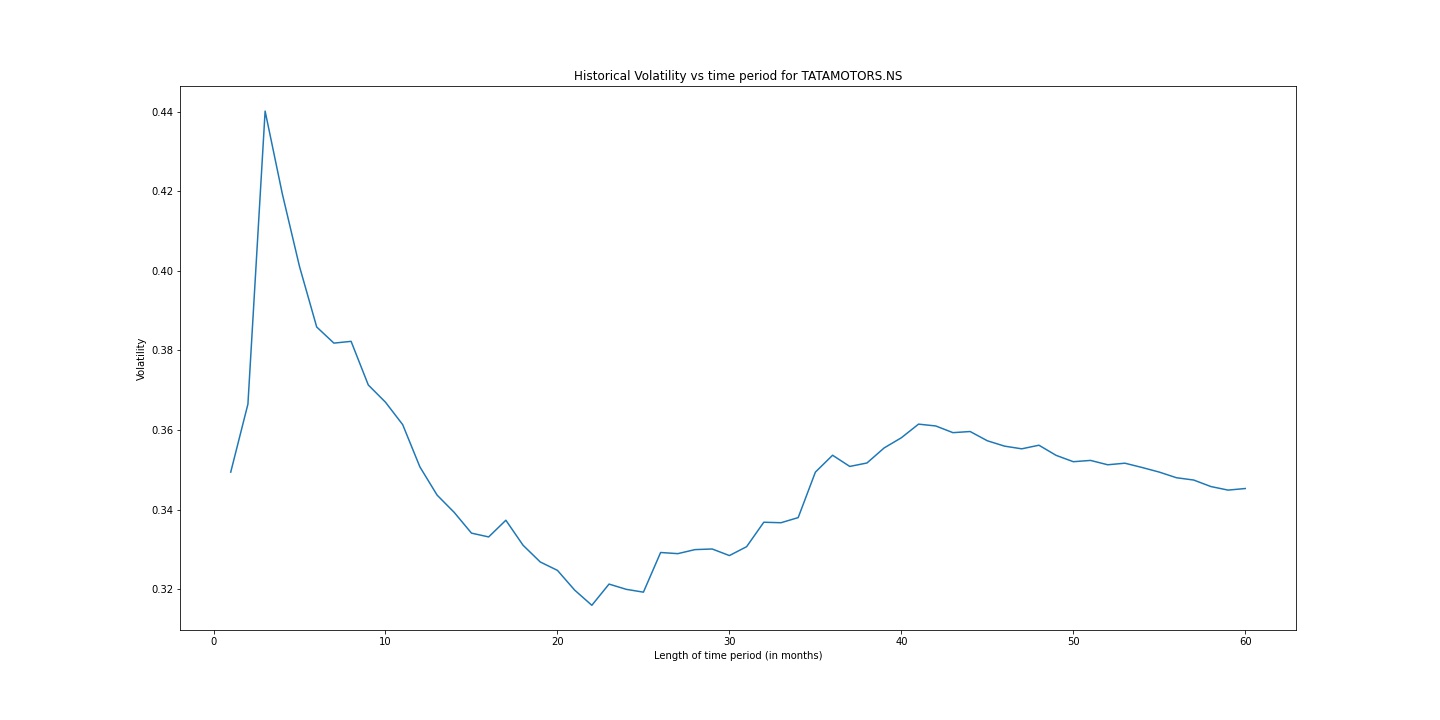 Historical Volatility vs time period for TATAMOTORS.NS
0.44
0.42
0.40
0.38
0.36
0.34
0.32
Volatility
0 10 20 30 40 50 60
Length of time period (in months)